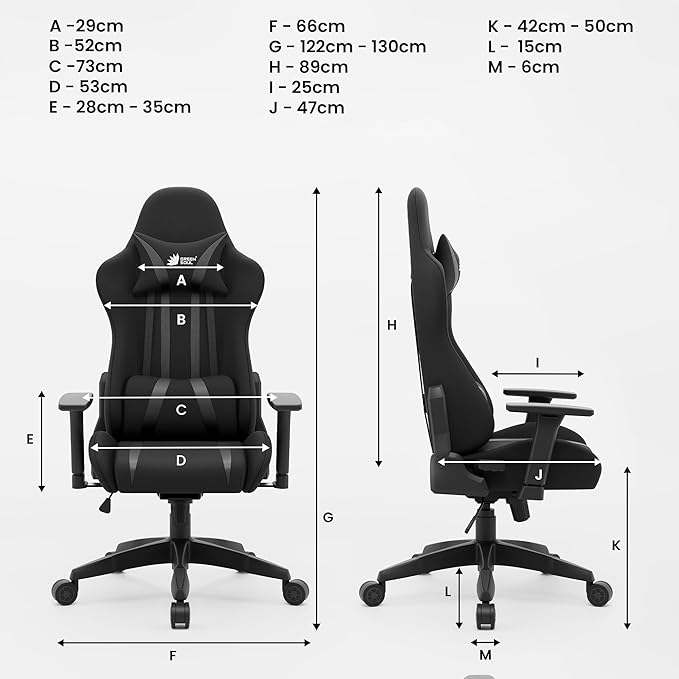 A -29cm
B -52cm
C -73cm
D - 53cm
E - 28cm - 35cm
F - 66cm
G - 122cm - 130cm
H - 89cm
I - 25cm
J - 47cm
K - 42cm - 50cm
L - 15cm
M - 6cm
GREEN
SOUL
A
B
C
D
E
F
G
H
I
J
K
L
M